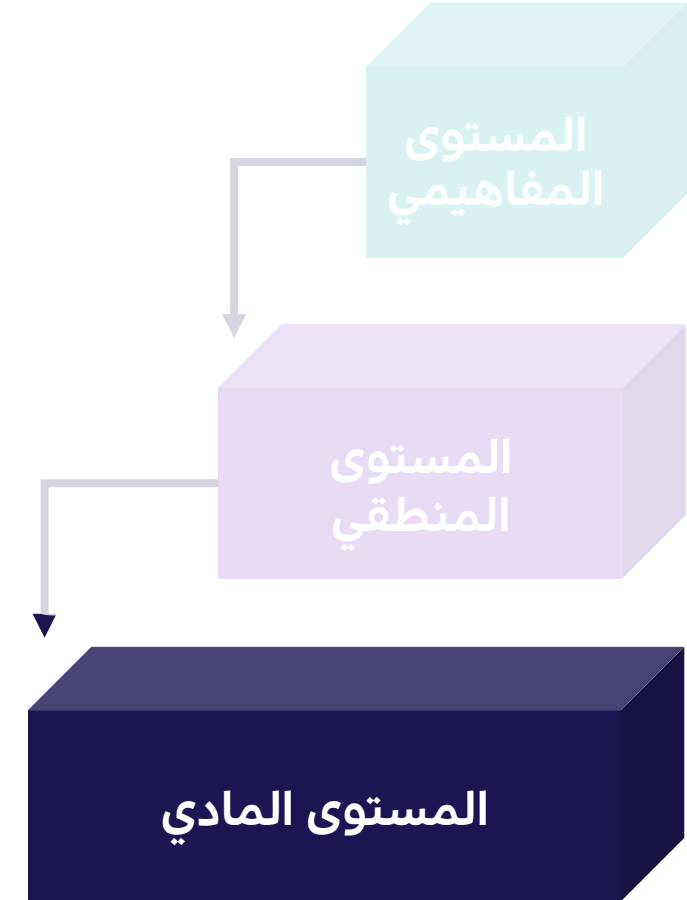 المستوى
المفاهيمي
المستوى
المنطقي
المستوى المادي